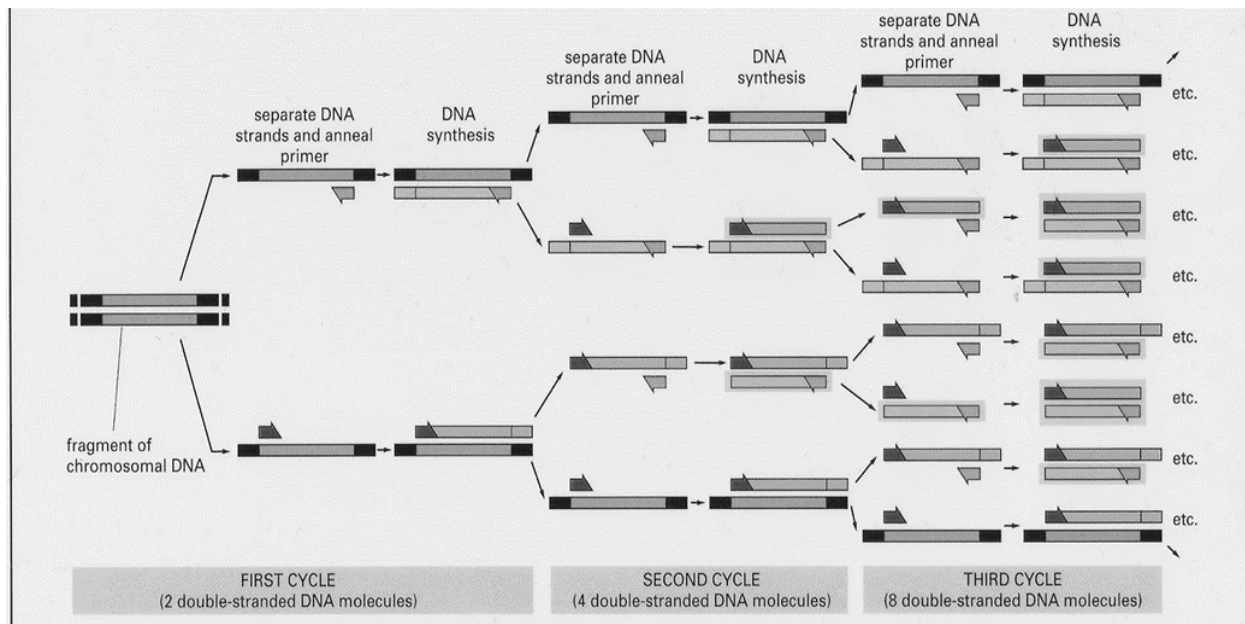 separate DNA
strands and anneal
primer
DNA
synthesis
separate DNA
strands and anneal
primer
DNA
synthesis
separate DNA
strands and anneal
primer
DNA
synthesis
etc.
etc.
etc.
etc.
etc.
etc.
etc.
etc.
fragment of
chromosomal DNA
FIRST CYCLE
(2 double-stranded DNA molecules)
SECOND CYCLE
(4 double-stranded DNA molecules)
THIRD CYCLE
(8 double-stranded DNA molecules)